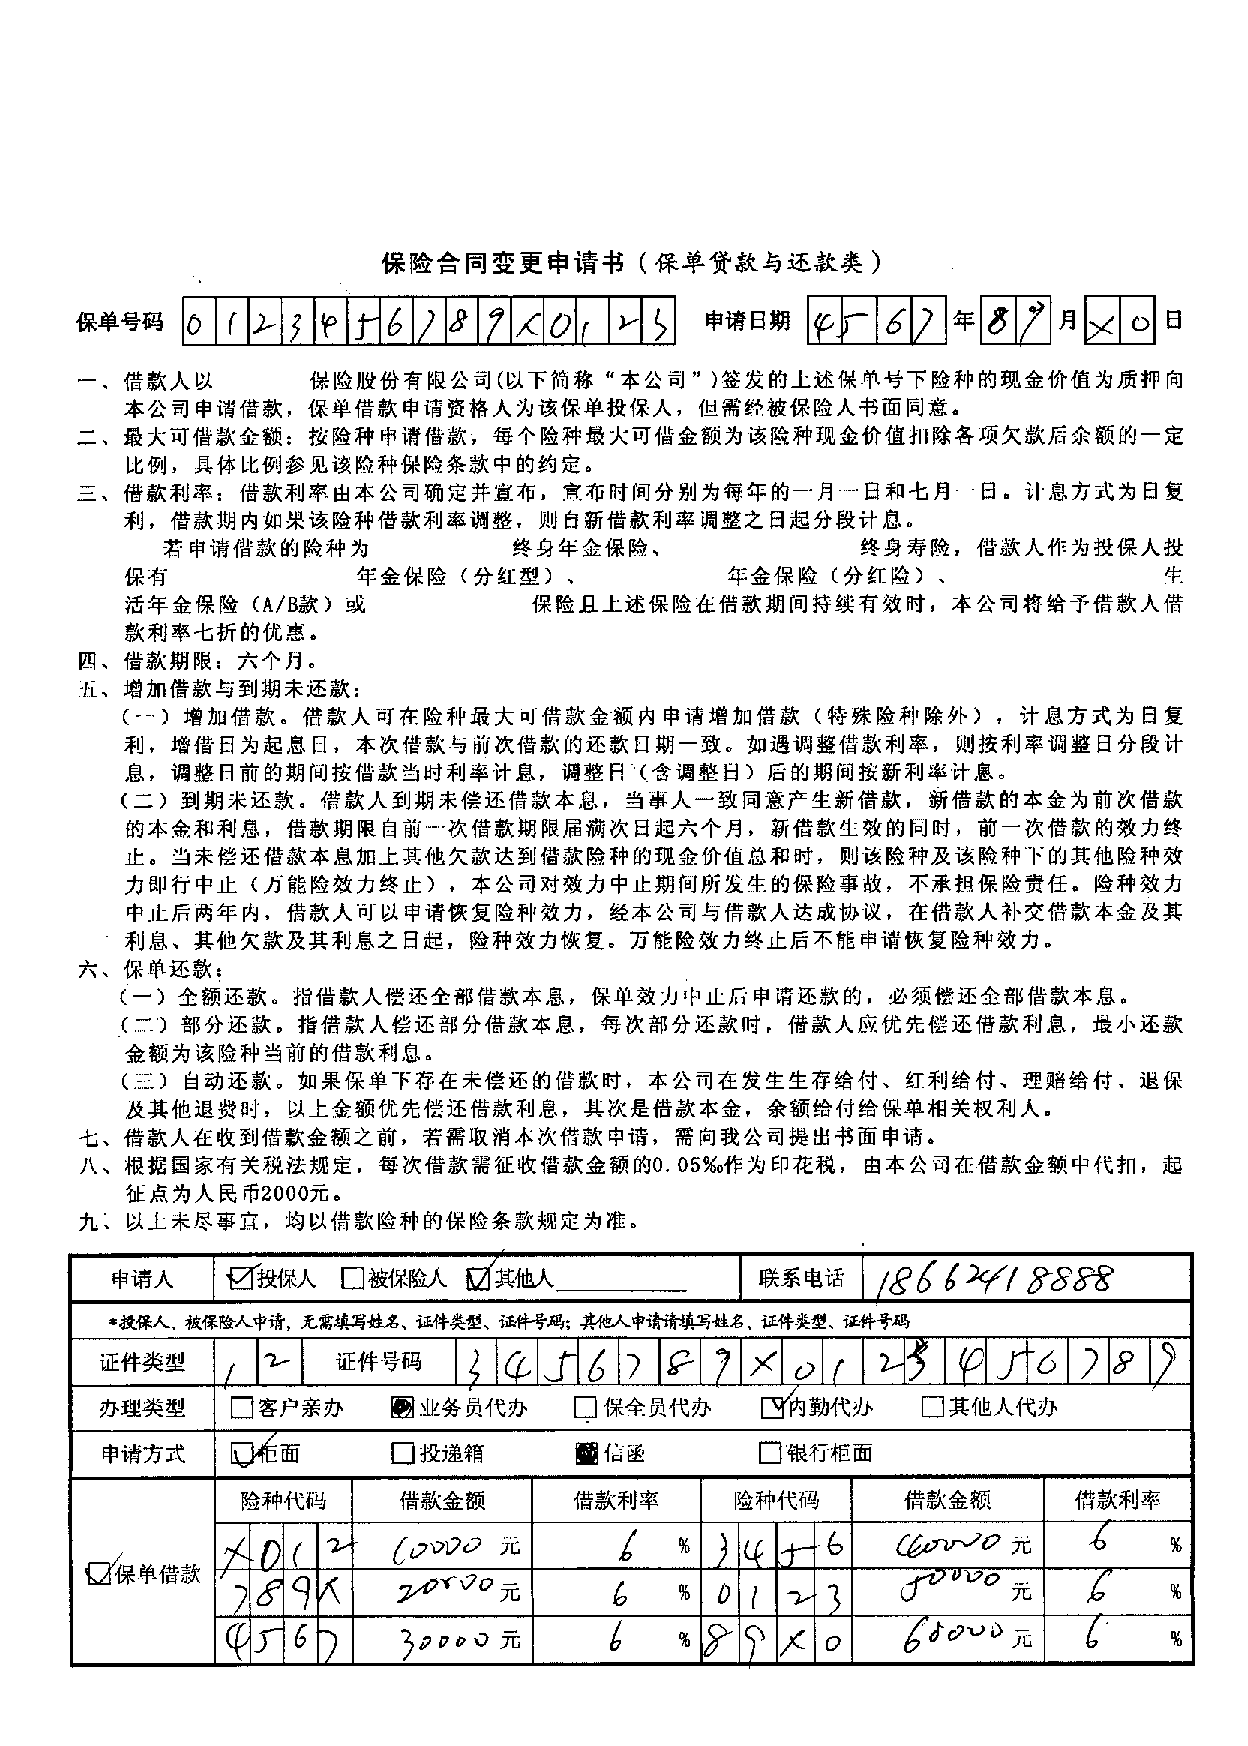 保险合同变更申请书（保单贷款与还款类）
保单号码 0 1 2 3 4 5 6 7 8 9 X 0 1 2 3 申请日期 4 5 6 7 年 8 9 月 X 0 日
一、借款人以 保险股份有限公司(以下简称“本公司”)签发的上述保单号下险种的现金价值为质押向
本公司申请借款，保单借款申请资格人为该保单投保人，但需经被保险人书面同意。
二、最大可借款金额：按险种申请借款，每个险种最大可借金额为该险种现金价值扣除各项欠款后余额的一定
比例，具体比例参见该险种保险条款中的约定。
三、借款利率：借款利率由本公司确定并宣布，宣布时间分别为每年的一月一日和七月一日。计息方式为日复
利，借款期内如果该险种借款利率调整，则自新借款利率调整之日起分段计息。
若申请借款的险种为 终身年金保险、 终身寿险，借款人作为投保人投
保有 年金保险（分红型）、 年金保险（分红险）、 生
活年金保险（A/B款）或 保险且上述保险在借款期间持续有效时，本公司将给予借款人借
款利率七折的优惠。
四、借款期限：六个月。
五、增加借款与到期未还款：
（一）增加借款。借款人可在险种最大可借款金额内申请增加借款（特殊险种除外），计息方式为日复
利，增借日为起息日，本次借款与前次借款的还款日期一致。如遇调整借款利率，则按利率调整日分段计
息，调整日前的期间按借款当时利率计息，调整日（含调整日）后的期间按新利率计息。
（二）到期未还款。借款人到期未偿还借款本息，当事人一致同意产生新借款，新借款的本金为前次借款
的本金和利息，借款期限自前一次借款期限届满次日起六个月，新借款生效的同时，前一次借款的效力终
止。当未偿还借款本息加上其他欠款达到借款险种的现金价值总和时，则该险种及该险种下的其他险种效
力即行中止（万能险效力终止），本公司对效力中止期间所发生的保险事故，不承担保险责任。险种效力
中止后两年内，借款人可以申请恢复险种效力，经本公司与借款人达成协议，在借款人补交借款本金及其
利息、其他欠款及其利息之日起，险种效力恢复。万能险效力终止后不能申请恢复险种效力。
六、保单还款：
（一）全额还款。指借款人偿还全部借款本息，保单效力中止后申请还款的，必须偿还全部借款本息。
（二）部分还款。指借款人偿还部分借款本息，每次部分还款时，借款人应优先偿还借款利息，最小还款
金额为该险种当前的借款利息。
（三）自动还款。如果保单下存在未偿还的借款时，本公司在发生生存给付、红利给付、理赔给付、退保
及其他退费时，以上金额优先偿还借款利息，其次是借款本金，余额给付给保单相关权利人。
七、借款人在收到借款金额之前，若需取消本次借款申请，需向我公司提出书面申请。
八、根据国家有关税法规定，每次借款需征收借款金额的0.05‰作为印花税，由本公司在借款金额中代扣，起
征点为人民币2000元。
九、以上未尽事宜，均以借款险种的保险条款规定为准。
申请人 投保人 被保险人 其他人 联系电话 18662418888
*投保人、被保险人申请，无需填写姓名、证件类型、证件号码；其他人申请请填写姓名、证件类型、证件号码
证件类型 1 2 证件号码 3 4 5 6 7 8 9 X 0 1 2 3 4 5 6 7 8 9
办理类型 客户亲办 业务员代办 保全员代办 内勤代办 其他人代办
申请方式 柜面 投递箱 信函 银行柜面
险种代码 借款金额 借款利率 险种代码 借款金额 借款利率
X 0 1 2 10000 元 6 % 3 4 5 6 40000 元 6 %
保单借款
7 8 9 X 20000 元 6 % 0 1 2 3 50000 元 6 %
4 5 6 7 30000 元 6 % 8 9 X 0 60000 元 6 %